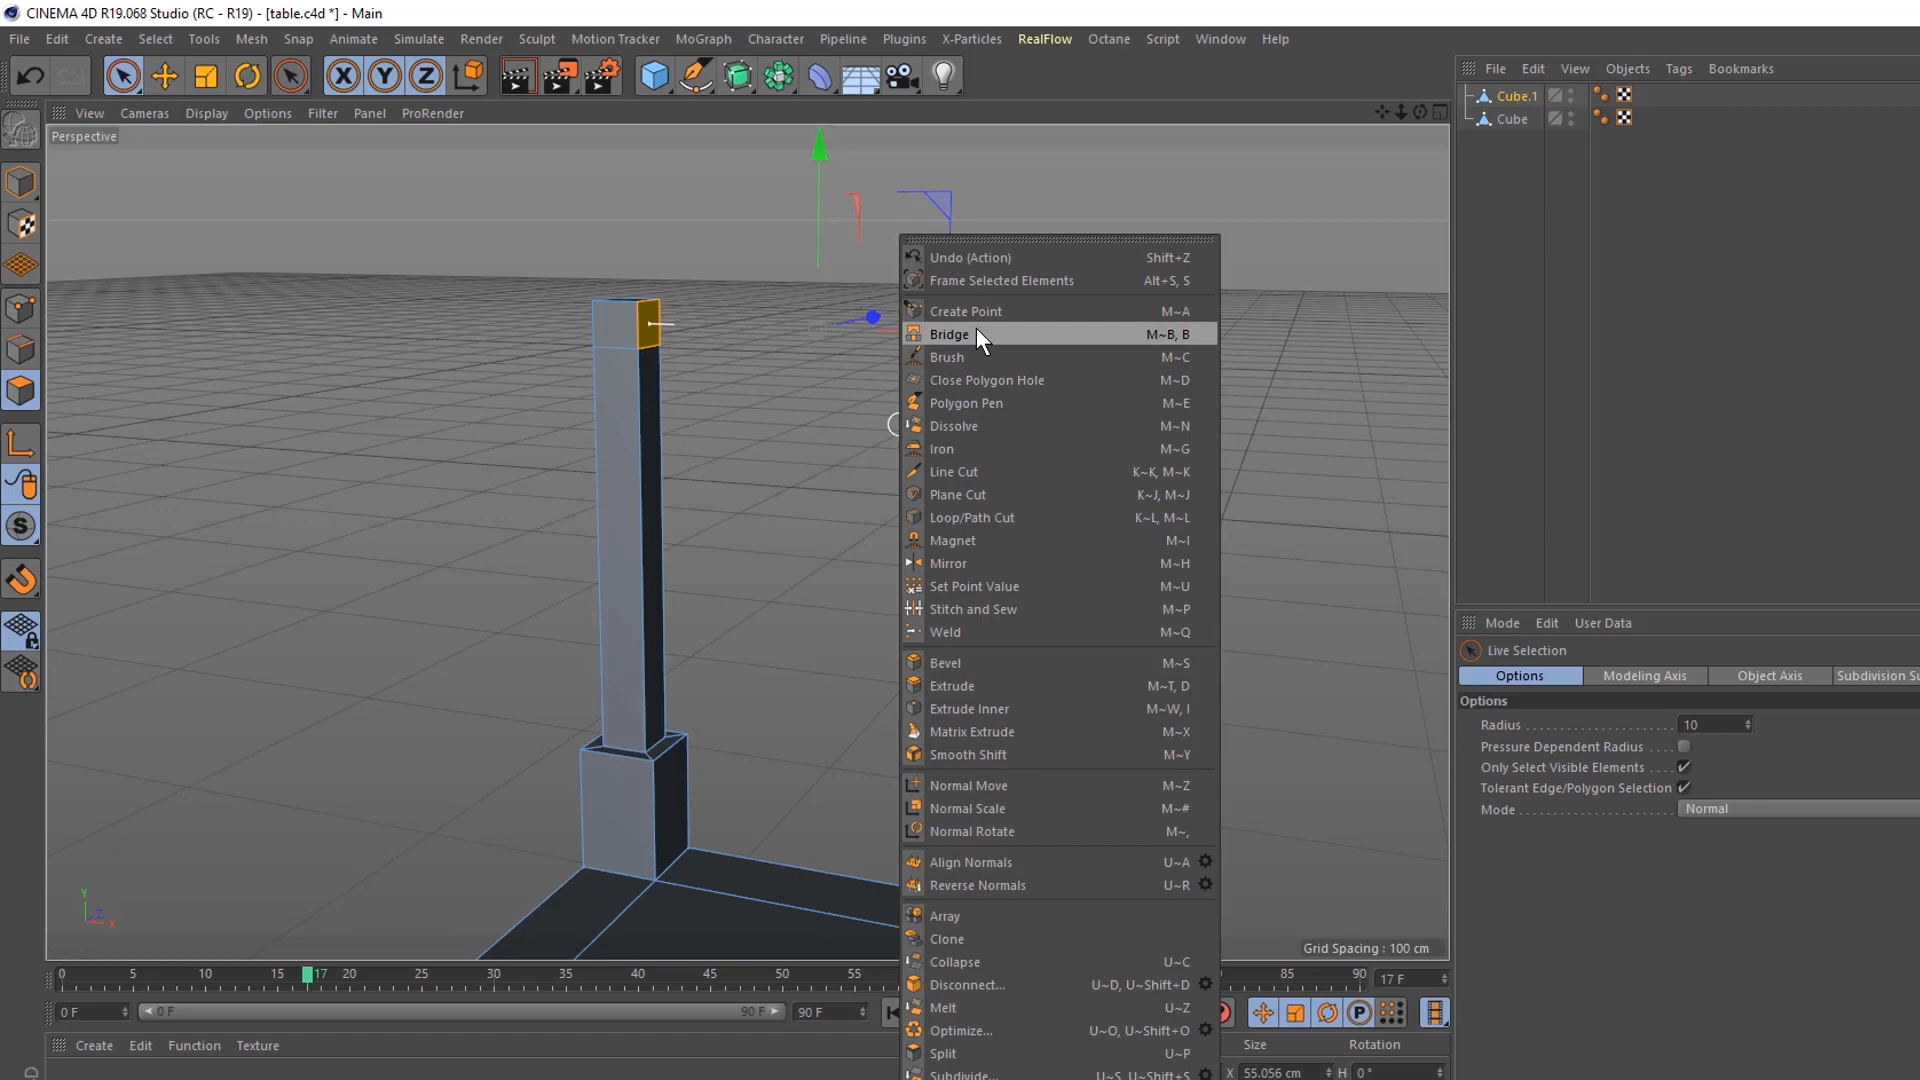 CINEMA 4D R19.068 Studio (RC - R19) - [table.c4d *] - Main
File Edit Create Select Tools Mesh Snap Animate Simulate Render Sculpt Motion Tracker MoGraph Character Pipeline Plugins X-Particles RealFlow Octane Script Window Help
X Y Z
File Edit View Objects Tags Bookmarks
Cube.1
Cube
View Cameras Display Options Filter Panel ProRender
Perspective
Undo (Action) Shift+Z
Frame Selected Elements Alt+S, S
Create Point M~A
Bridge M~B, B
Brush M~C
Close Polygon Hole M~D
Polygon Pen M~E
Dissolve M~N
Iron M~G
Line Cut K~K, M~K
Plane Cut K~J, M~J
Loop/Path Cut K~L, M~L
Magnet M~I
Mirror M~H
Set Point Value M~U
Stitch and Sew M~P
Weld M~Q
Bevel M~S
Extrude M~T, D
Extrude Inner M~W, I
Matrix Extrude M~X
Smooth Shift M~Y
Normal Move M~Z
Normal Scale M~#
Normal Rotate M~,
Align Normals U~A
Reverse Normals U~R
Array
Clone
Collapse U~C
Disconnect... U~D, U~Shift+D
Melt U~Z
Optimize... U~O, U~Shift+O
Split U~P
Subdivide... U~S, U~Shift+S
S
Y
Z
X
Grid Spacing : 100 cm
0 5 10 15 17 20 25 30 35 40 45 50 55 85 90 17 F
0 F 0 F 90 F 90 F
P
Create Edit Function Texture
Size Rotation
X 55.056 cm H 0 °
Mode Edit User Data
Live Selection
Options Modeling Axis Object Axis Subdivision Su
Options
Radius 10
Pressure Dependent Radius
Only Select Visible Elements
Tolerant Edge/Polygon Selection
Mode Normal